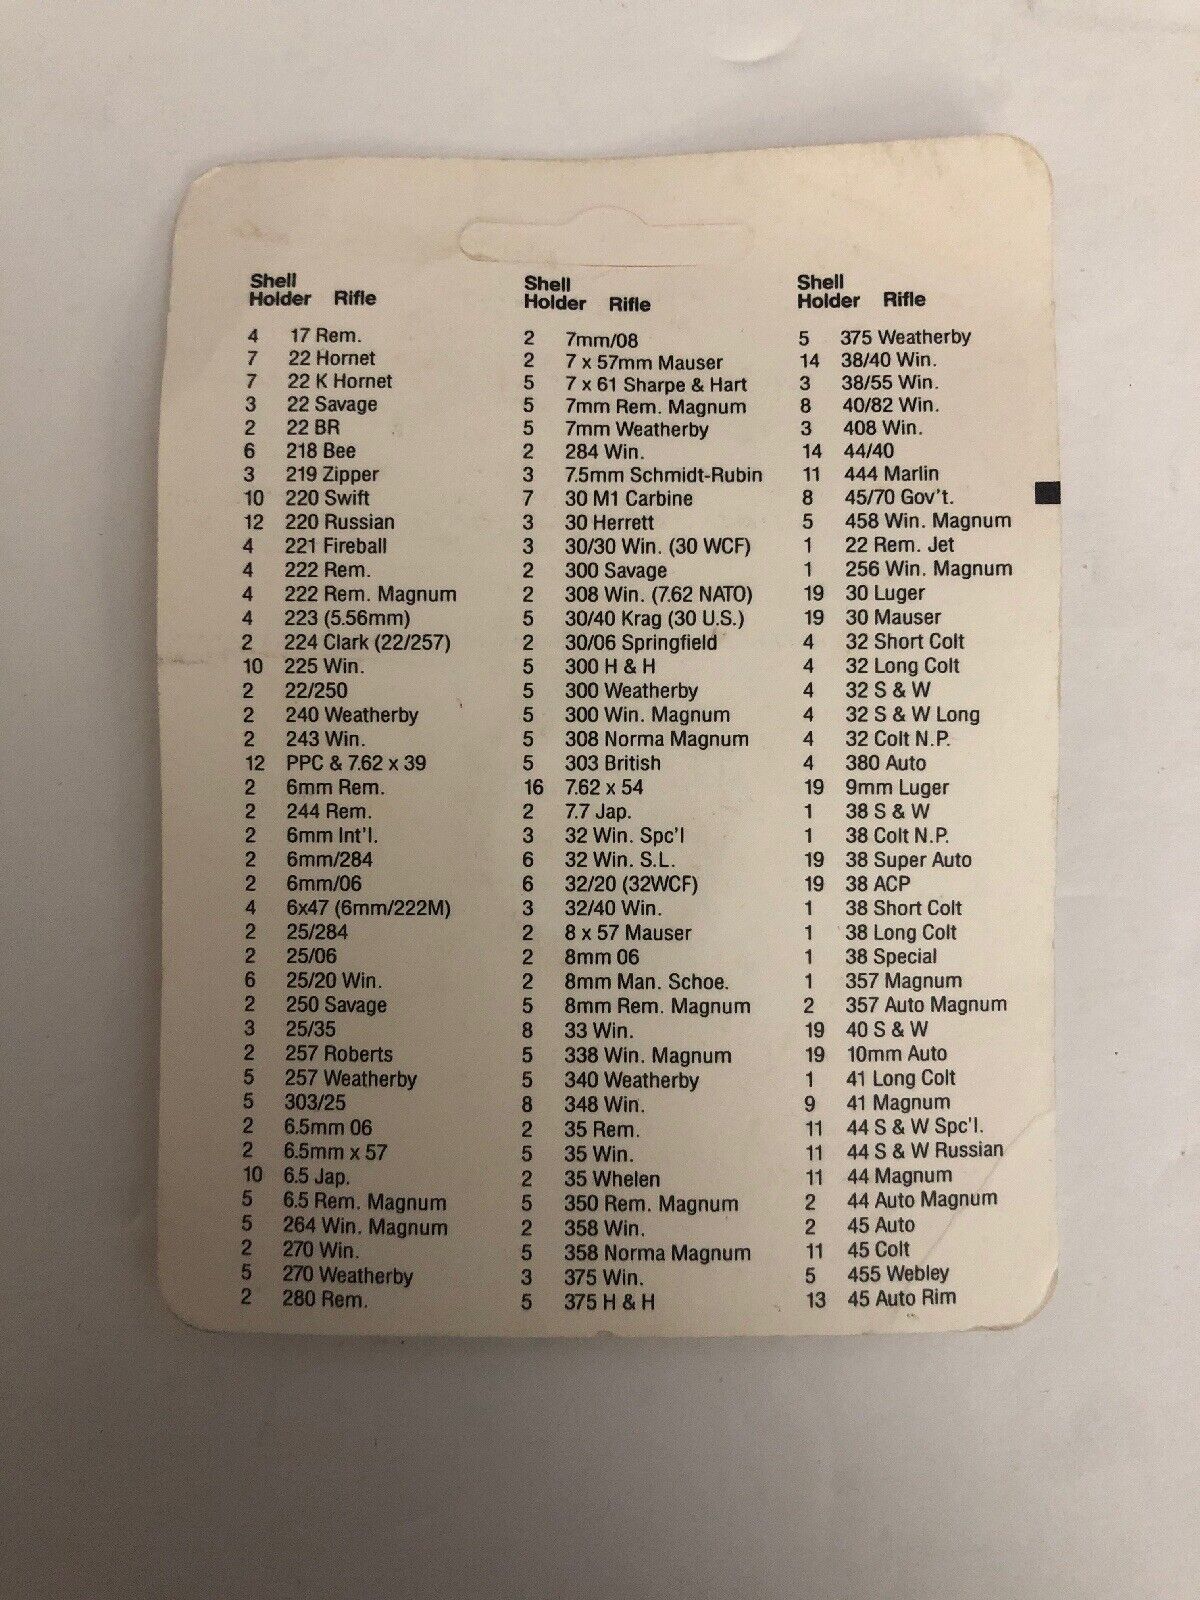 Shell
Holder Rifle
4 17 Rem.
7 22 Hornet
7 22 K Hornet
3 22 Savage
2 22 BR
6 218 Bee
3 219 Zipper
10 220 Swift
12 220 Russian
4 221 Fireball
4 222 Rem.
4 222 Rem. Magnum
4 223 (5.56mm)
2 224 Clark (22/257)
10 225 Win.
2 22/250
2 240 Weatherby
2 243 Win.
12 PPC & 7.62 x 39
2 6mm Rem.
2 244 Rem.
2 6mm Int'l.
2 6mm/284
2 6mm/06
4 6x47 (6mm/222M)
2 25/284
2 25/06
6 25/20 Win.
2 250 Savage
3 25/35
2 257 Roberts
5 257 Weatherby
5 303/25
2 6.5mm 06
2 6.5mm x 57
10 6.5 Jap.
5 6.5 Rem. Magnum
5 264 Win. Magnum
2 270 Win.
5 270 Weatherby
2 280 Rem.
Shell
Holder Rifle
2 7mm/08
2 7 x 57mm Mauser
5 7 x 61 Sharpe & Hart
5 7mm Rem. Magnum
5 7mm Weatherby
2 284 Win.
3 7.5mm Schmidt-Rubin
7 30 M1 Carbine
3 30 Herrett
3 30/30 Win. (30 WCF)
2 300 Savage
2 308 Win. (7.62 NATO)
5 30/40 Krag (30 U.S.)
2 30/06 Springfield
5 300 H & H
5 300 Weatherby
5 300 Win. Magnum
5 308 Norma Magnum
5 303 British
16 7.62 x 54
2 7.7 Jap.
3 32 Win. Spc'l
6 32 Win. S.L.
6 32/20 (32WCF)
3 32/40 Win.
2 8 x 57 Mauser
2 8mm 06
2 8mm Man. Schoe.
5 8mm Rem. Magnum
8 33 Win.
5 338 Win. Magnum
5 340 Weatherby
8 348 Win.
2 35 Rem.
5 35 Win.
2 35 Whelen
5 350 Rem. Magnum
2 358 Win.
5 358 Norma Magnum
3 375 Win.
5 375 H & H
Shell
Holder Rifle
5 375 Weatherby
14 38/40 Win.
3 38/55 Win.
8 40/82 Win.
3 408 Win.
14 44/40
11 444 Marlin
8 45/70 Gov't.
5 458 Win. Magnum
1 22 Rem. Jet
1 256 Win. Magnum
19 30 Luger
19 30 Mauser
4 32 Short Colt
4 32 Long Colt
4 32 S & W
4 32 S & W Long
4 32 Colt N.P.
4 380 Auto
19 9mm Luger
1 38 S & W
1 38 Colt N.P.
19 38 Super Auto
19 38 ACP
1 38 Short Colt
1 38 Long Colt
1 38 Special
1 357 Magnum
2 357 Auto Magnum
19 40 S & W
19 10mm Auto
1 41 Long Colt
9 41 Magnum
11 44 S & W Spc'l.
11 44 S & W Russian
11 44 Magnum
2 44 Auto Magnum
2 45 Auto
11 45 Colt
5 455 Webley
13 45 Auto Rim